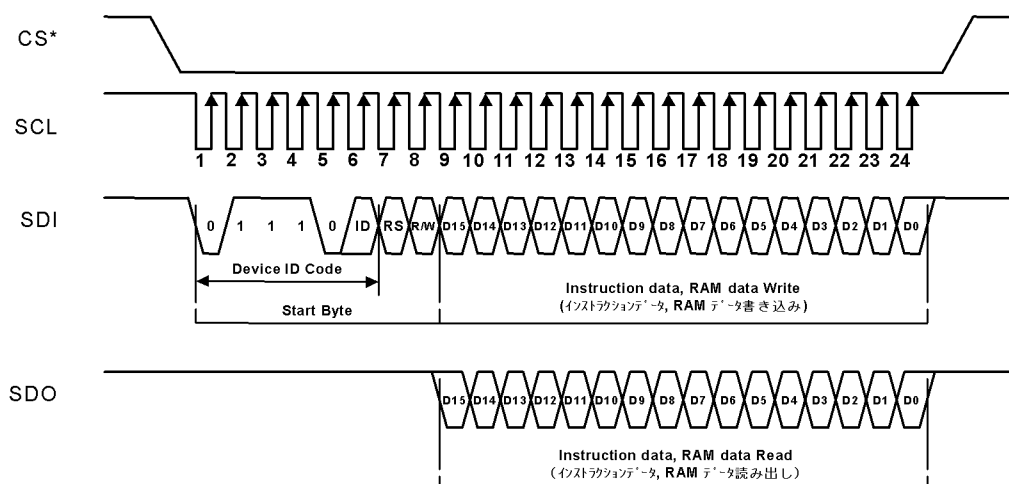 CS*
SCL
1 2 3 4 5 6 7 8 9 10 11 12 13 14 15 16 17 18 19 20 21 22 23 24
SDI
0 1 1 1 0 ID RS R/W D15 D14 D13 D12 D11 D10 D9 D8 D7 D6 D5 D4 D3 D2 D1 D0
Device ID Code
Start Byte
Instruction data, RAM data Write
(インストラクションデータ, RAM データ書き込み)
SDO
D15 D14 D13 D12 D11 D10 D9 D8 D7 D6 D5 D4 D3 D2 D1 D0
Instruction data, RAM data Read
(インストラクションデータ, RAM データ読み出し)